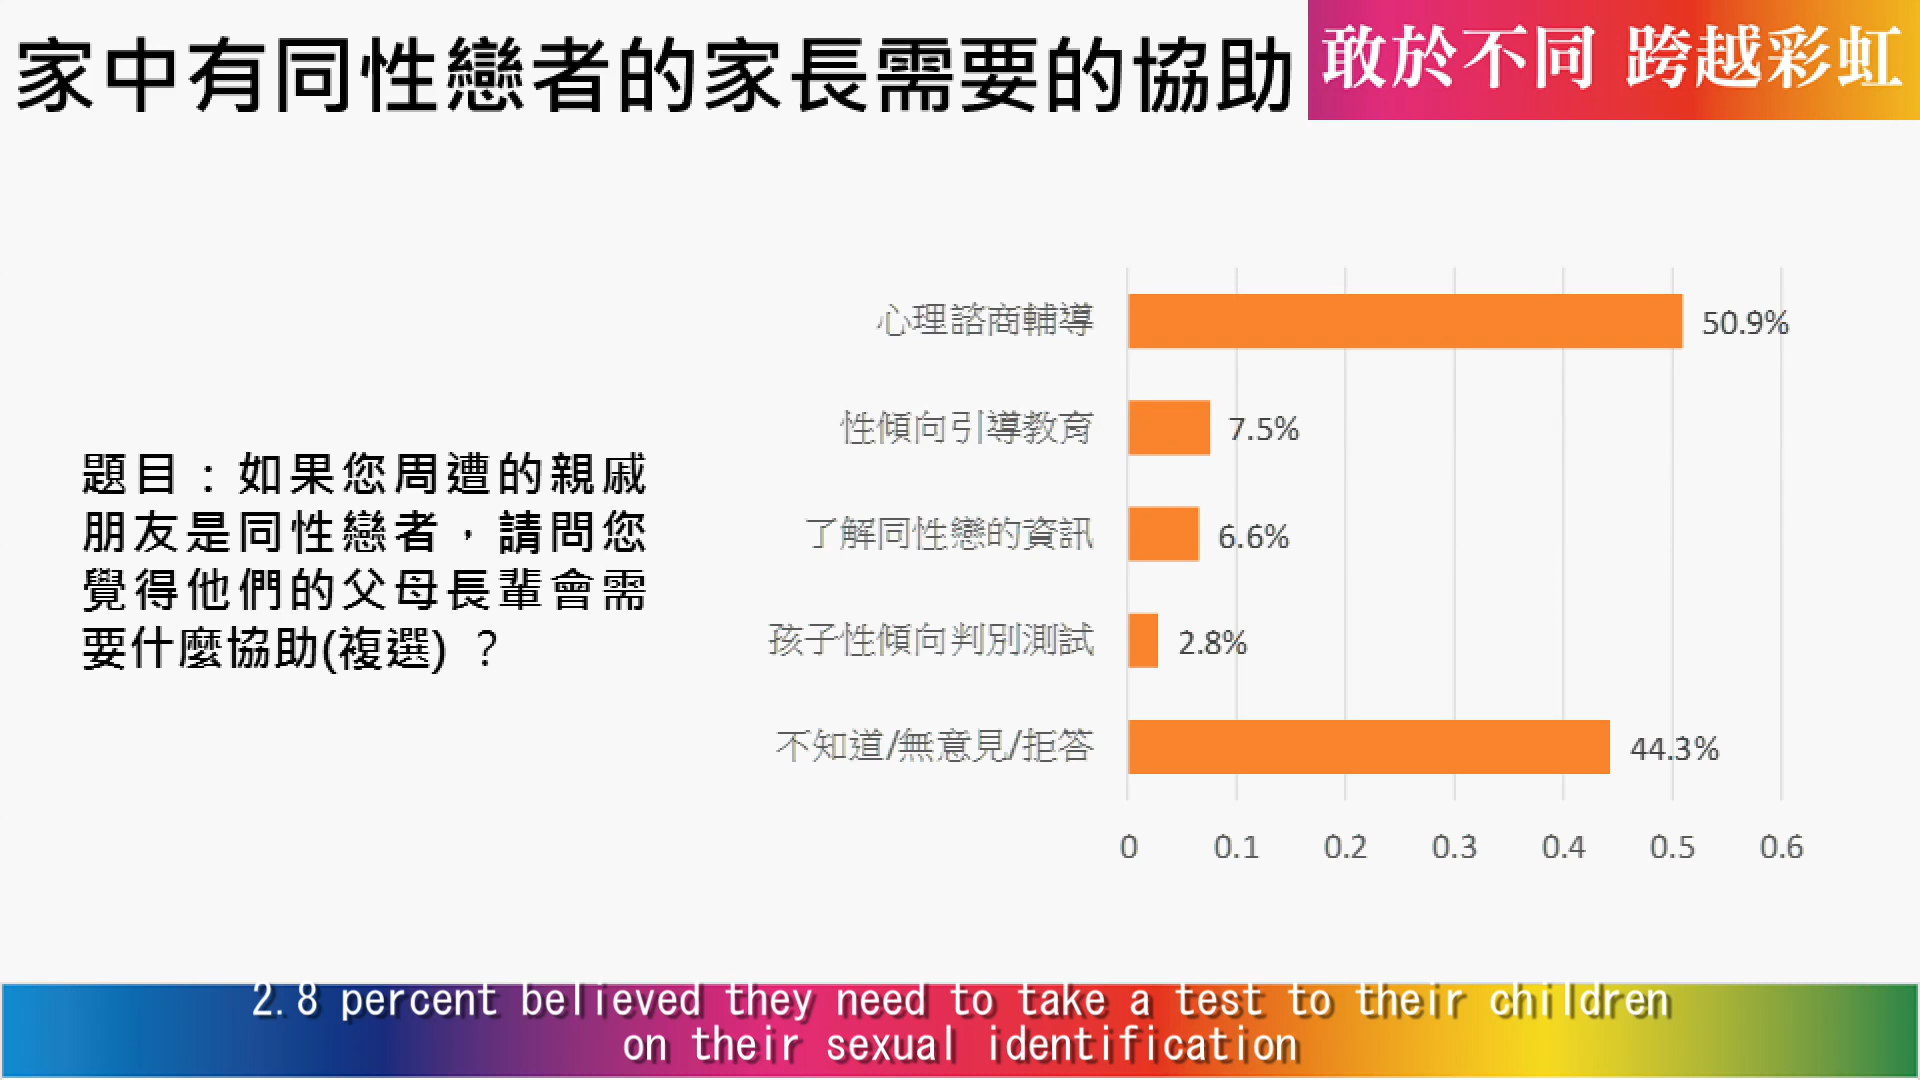 家中有同性戀者的家長需要的協助
敢於不同 跨越彩虹
題目：如果您周遭的親戚
朋友是同性戀者，請問您
覺得他們的父母長輩會需
要什麼協助(複選) ？
心理諮商輔導 50.9%
性傾向引導教育 7.5%
了解同性戀的資訊 6.6%
孩子性傾向判別測試 2.8%
不知道/無意見/拒答 44.3%
0 0.1 0.2 0.3 0.4 0.5 0.6
2.8 percent believed they need to take a test to their children
on their sexual identification